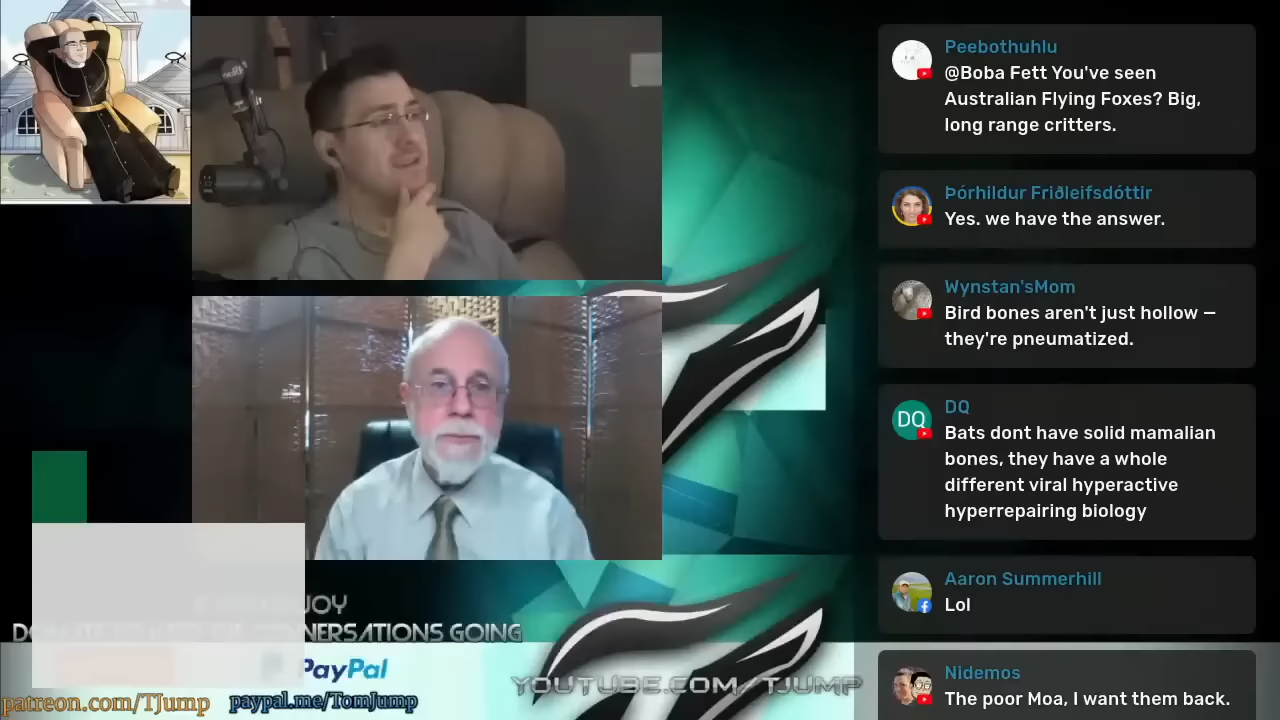 Peebothuhlu
@Boba Fett You've seen
Australian Flying Foxes? Big,
long range critters.
Þórhildur Friðleifsdóttir
Yes. we have the answer.
Wynstan'sMom
Bird bones aren't just hollow —
they're pneumatized.
DQ
DQ
Bats dont have solid mamalian
bones, they have a whole
different viral hyperactive
hyperrepairing biology
Aaron Summerhill
Lol
Nidemos
The poor Moa, I want them back.
CONVERSATIONS GOING
PayPal
YOUTUBE.COM/TJUMP
patreon.com/TJump
paypal.me/TomJump